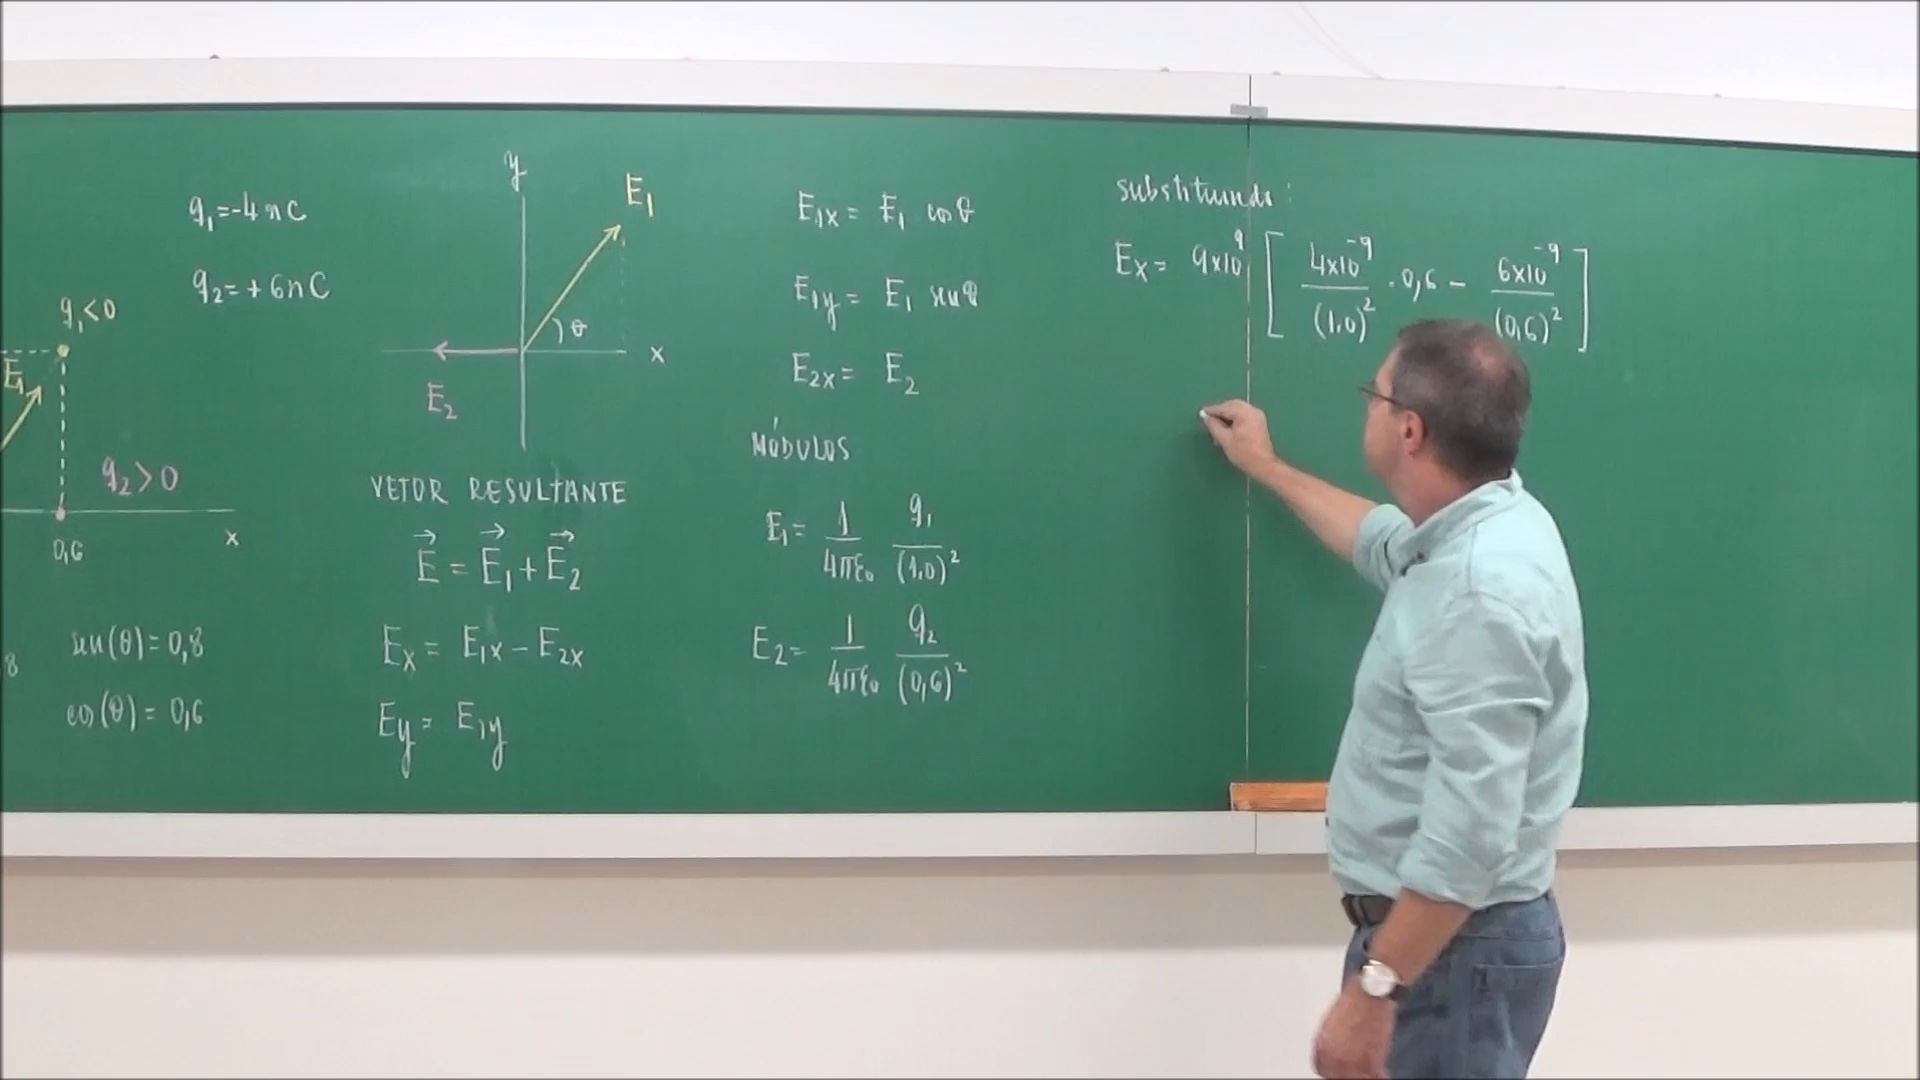 q₁=-4nC
q₂=+6nC
q₁<0
E₁
q₂>0
0,6
x
8
sen(θ)=0,8
cos(θ)=0,6
y
E₁
θ
x
E₂
VETOR RESULTANTE
E⃗ = E⃗₁+E⃗₂
Ex = E₁x - E₂x
Ey = E₁y
E₁x = E₁ cosθ
E₁y = E₁ senθ
E₂x = E₂
MÓDULOS
E₁ = 1/4πε₀ q₁/(1,0)²
E₂ = 1/4πε₀ q₂/(0,6)²
substituindo:
Ex = 9x10⁹ [ 4x10⁻⁹/(1,0)² · 0,6 - 6x10⁻⁹/(0,6)² ]